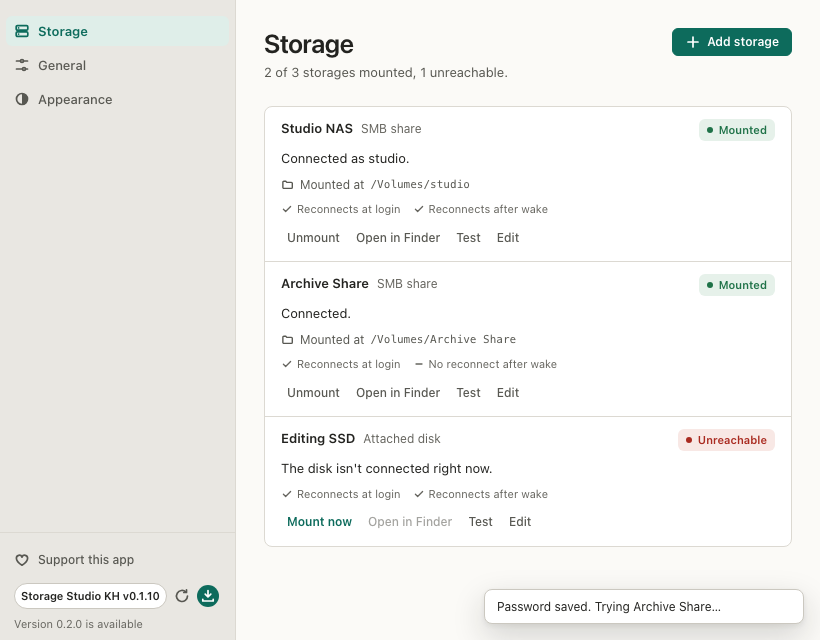 Storage
General
Appearance
Support this app
Storage Studio KH v0.1.10
Version 0.2.0 is available
Storage
Add storage
2 of 3 storages mounted, 1 unreachable.
Studio NAS SMB share Mounted
Connected as studio.
Mounted at /Volumes/studio
Reconnects at login Reconnects after wake
Unmount Open in Finder Test Edit
Archive Share SMB share Mounted
Connected.
Mounted at /Volumes/Archive Share
Reconnects at login No reconnect after wake
Unmount Open in Finder Test Edit
Editing SSD Attached disk Unreachable
The disk isn't connected right now.
Reconnects at login Reconnects after wake
Mount now Open in Finder Test Edit
Password saved. Trying Archive Share…